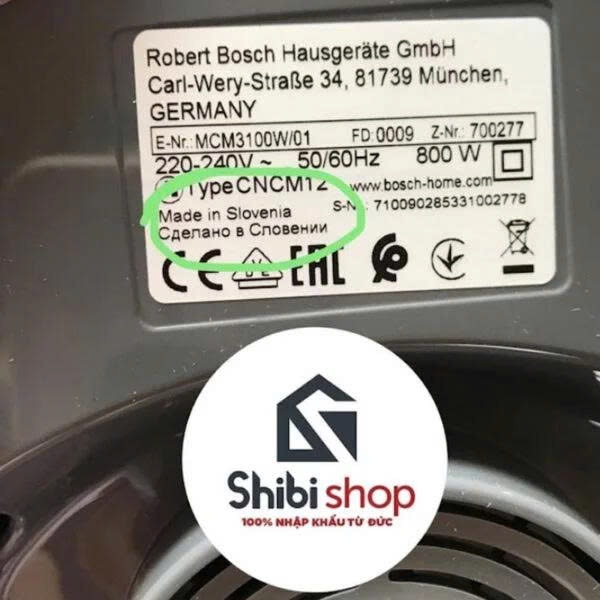 Robert Bosch Hausgeräte GmbH
Carl-Wery-Straße 34, 81739 München,
GERMANY
E-Nr.: MCM3100W/01 FD: 0009 Z-Nr.: 700277
220-240V ~ 50/60Hz 800 W
Type CNCM12 www.bosch-home.com
Made in Slovenia S-N 710090285331002778
Сделано в Словении
CE EAC
Shibi shop
100% NHẬP KHẨU TỪ ĐỨC